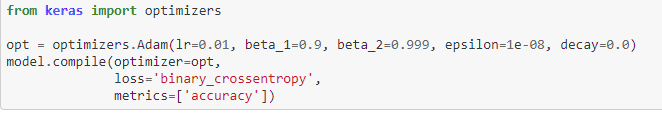 from keras import optimizers
opt = optimizers.Adam(lr=0.01, beta_1=0.9, beta_2=0.999, epsilon=1e-08, decay=0.0)
model.compile(optimizer=opt,
loss='binary_crossentropy',
metrics=['accuracy'])